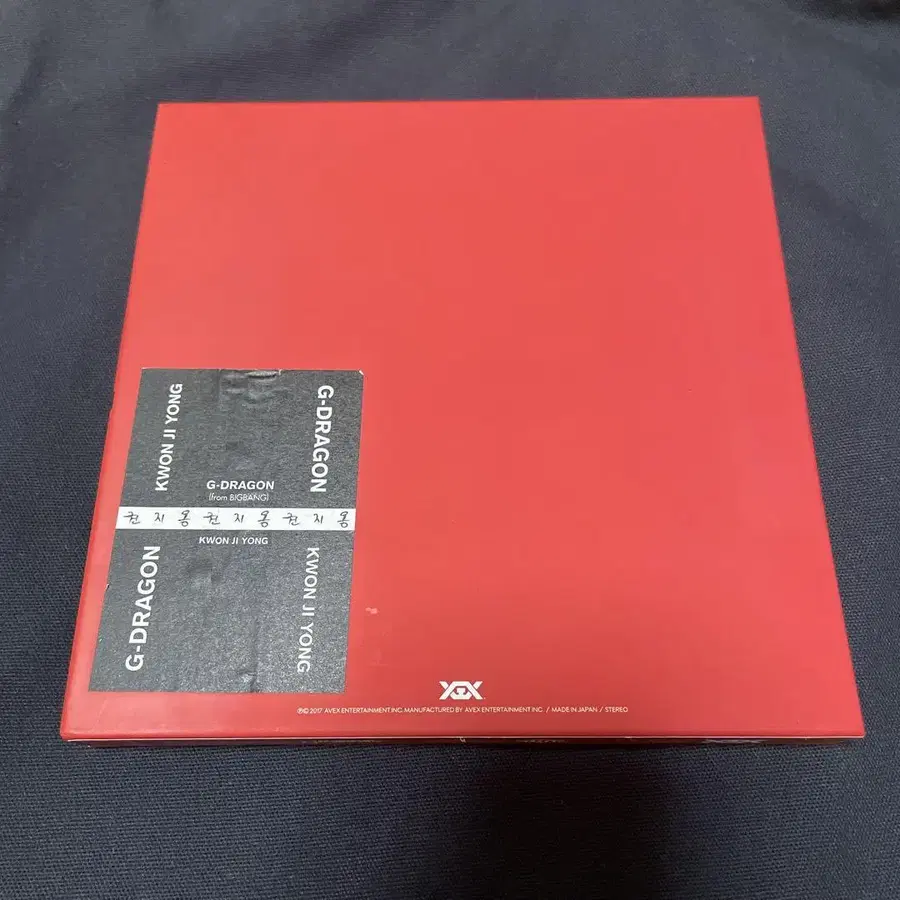 KWON JI YONG
G-DRAGON
G-DRAGON
(from BIGBANG)
권 지 용 권 지 용 권 지 용
KWON JI YONG
G-DRAGON
KWON JI YONG
℗© 2017 AVEX ENTERTAINMENT INC. MANUFACTURED BY AVEX ENTERTAINMENT INC. / MADE IN JAPAN / STEREO